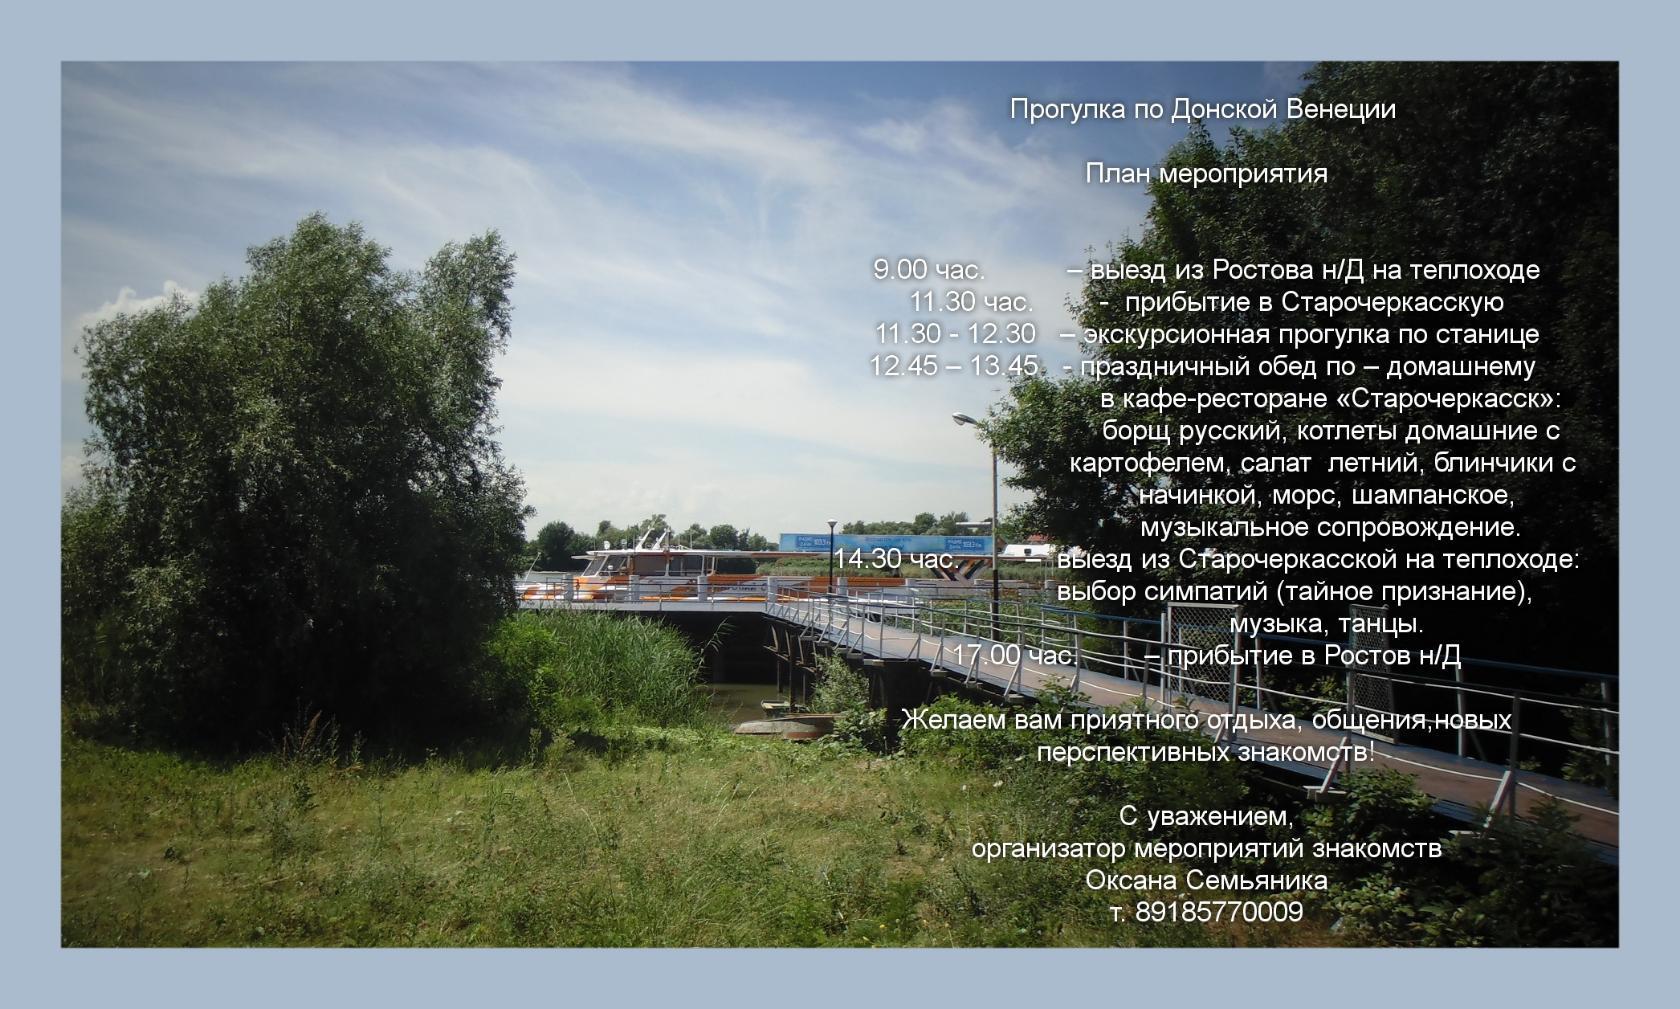 Прогулка по Донской Венеции
План мероприятия
9.00 час. – выезд из Ростова н/Д на теплоходе
11.30 час. - прибытие в Старочеркасскую
11.30 - 12.30 – экскурсионная прогулка по станице
12.45 – 13.45 - праздничный обед по – домашнему
в кафе-ресторане «Старочеркасск»:
борщ русский, котлеты домашние с
картофелем, салат летний, блинчики с
начинкой, морс, шампанское,
музыкальное сопровождение.
14.30 час. – выезд из Старочеркасской на теплоходе:
выбор симпатий (тайное признание),
музыка, танцы.
17.00 час. – прибытие в Ростов н/Д
Желаем вам приятного отдыха, общения,новых
перспективных знакомств!
С уважением,
организатор мероприятий знакомств
Оксана Семьяника
т. 89185770009